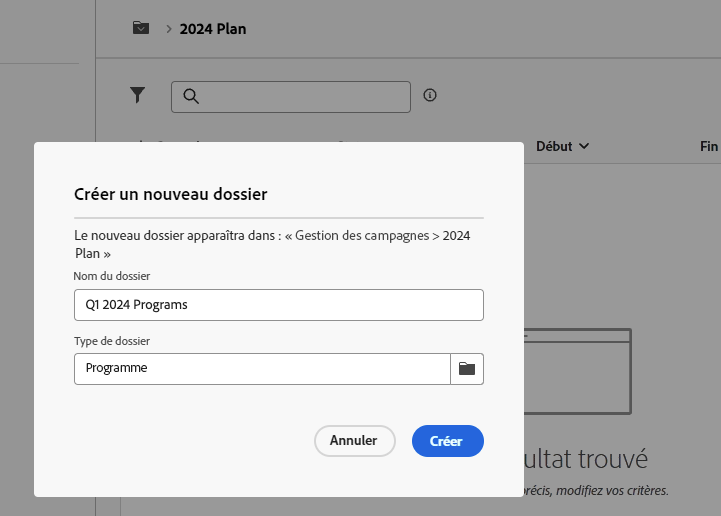 2024 Plan
Début
Fin
Créer un nouveau dossier
Le nouveau dossier apparaîtra dans : « Gestion des campagnes > 2024
Plan »
Nom du dossier
Q1 2024 Programs
Type de dossier
Programme
Annuler
Créer
ultat trouvé
précis, modifiez vos critères.